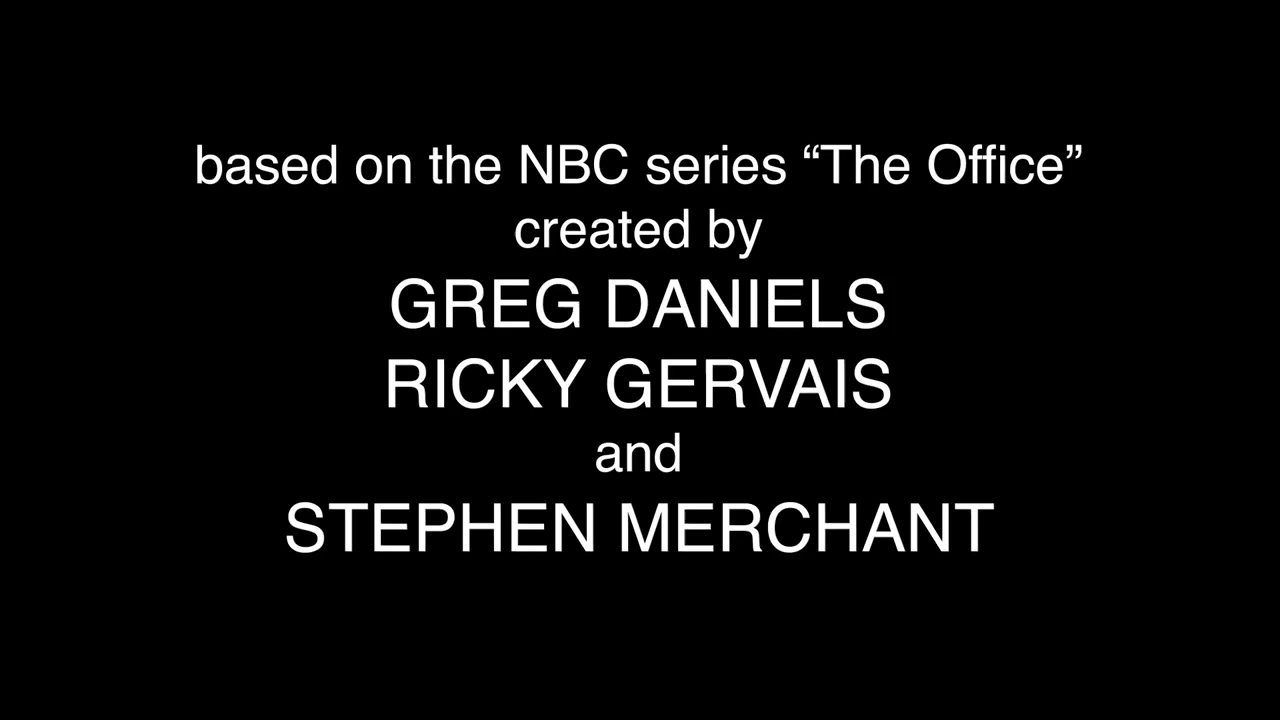 based on the NBC series “The Office”
created by
GREG DANIELS
RICKY GERVAIS
and
STEPHEN MERCHANT